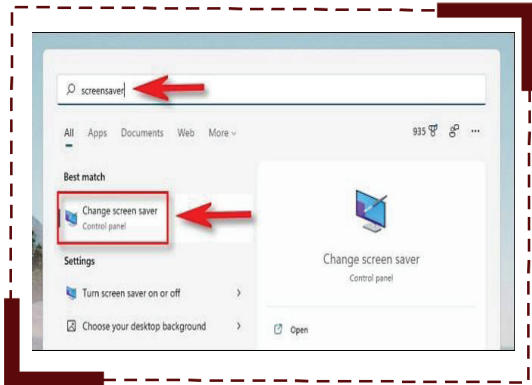 screensaver
All Apps Documents Web More
935
Best match
Change screen saver
Control panel
Settings
Turn screen saver on or off
Choose your desktop background
Change screen saver
Control panel
Open